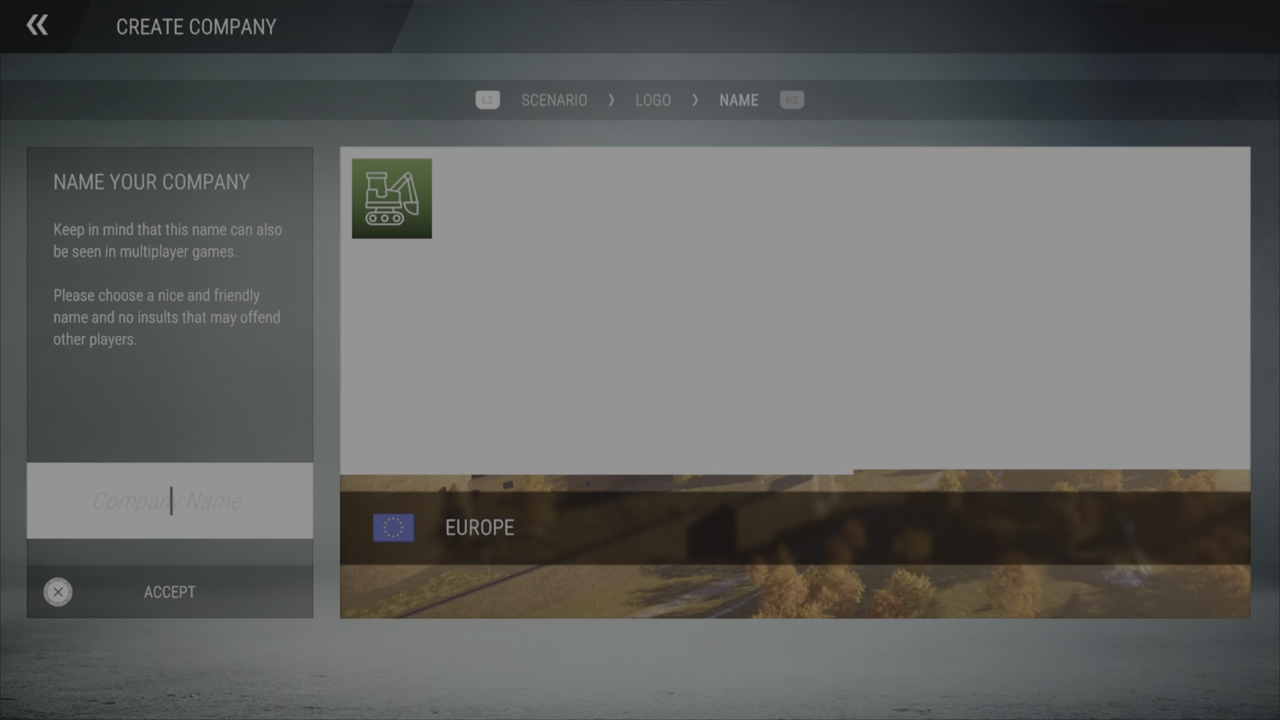 CREATE COMPANY
L2 SCENARIO LOGO NAME R2
NAME YOUR COMPANY
Keep in mind that this name can also
be seen in multiplayer games.
Please choose a nice and friendly
name and no insults that may offend
other players.
Company Name
ACCEPT
EUROPE